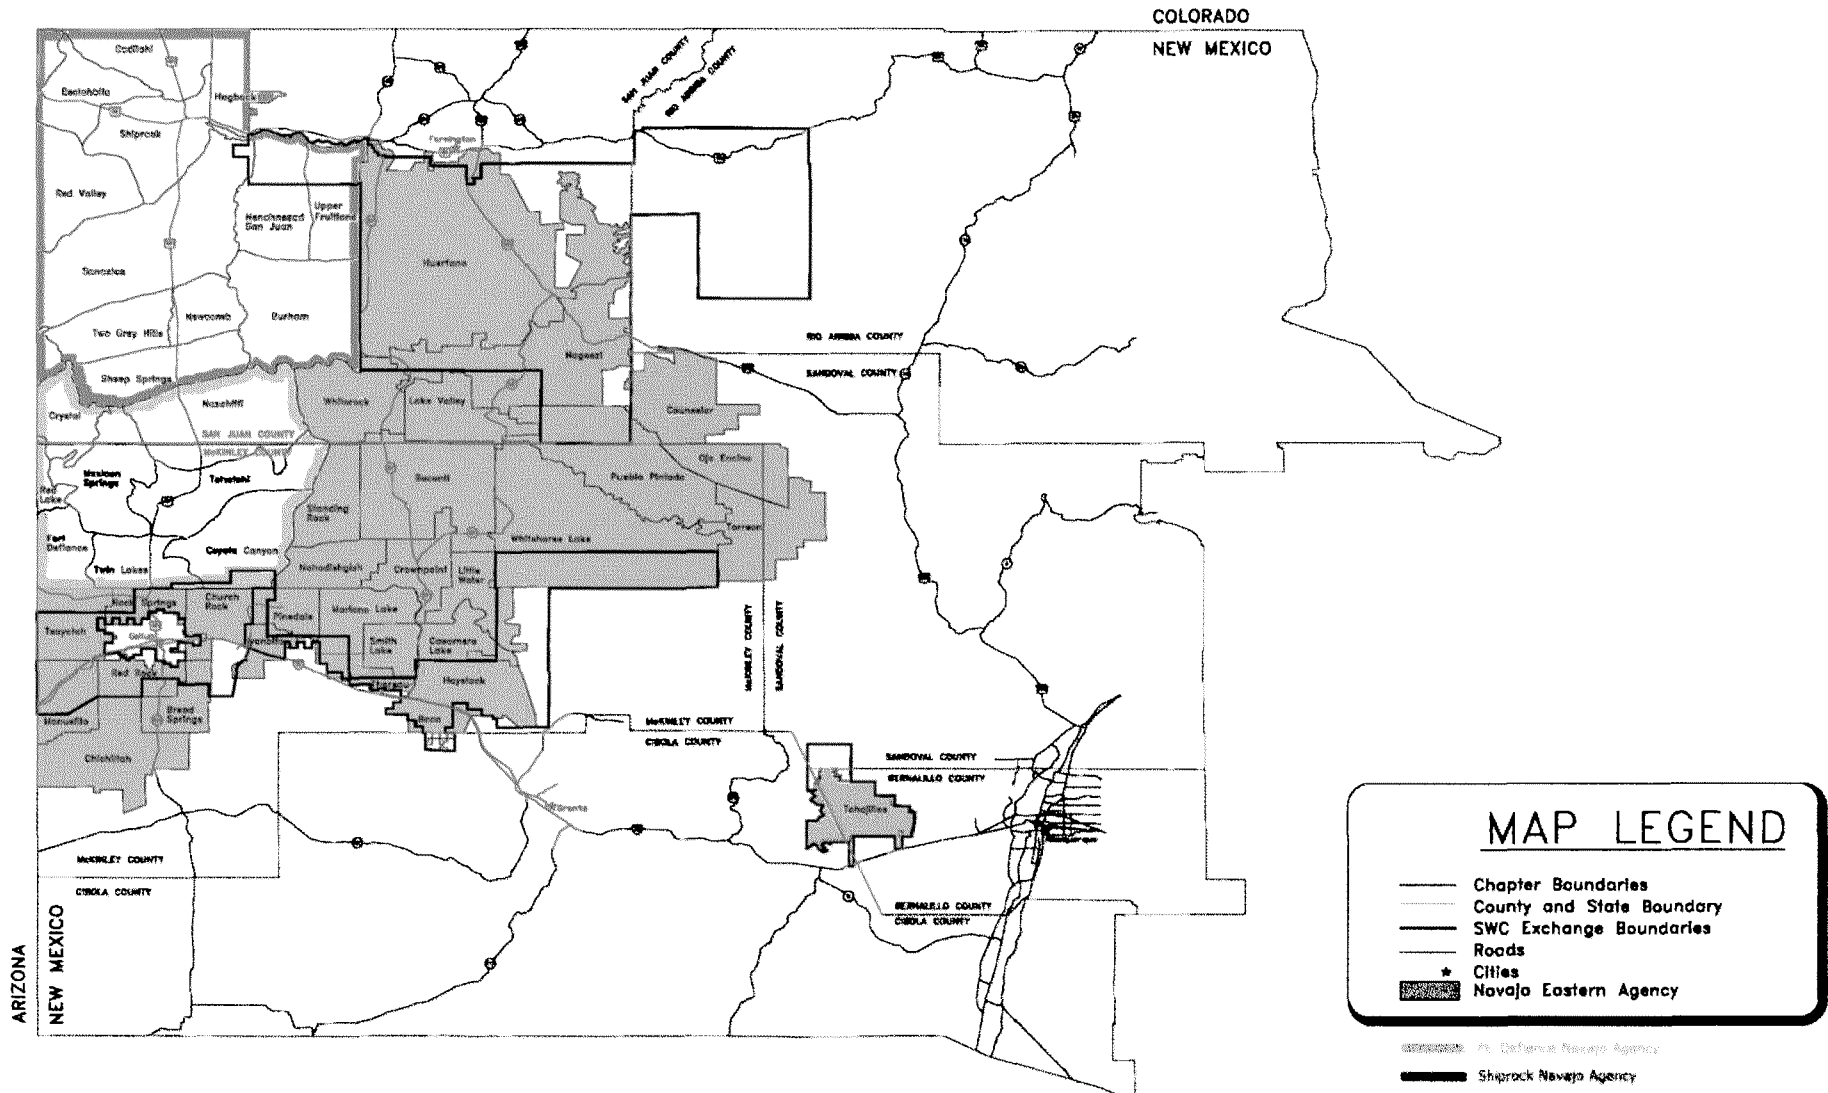 COLORADO
NEW MEXICO
SAN JUAN COUNTY
RIO ARRIBA COUNTY
Hogback
Shiprock
Farmington
Red Valley
Nenahnezad
San Juan
Upper
Fruitland
Huerfano
Sanostee
Newcomb
Burnham
Two Grey Hills
RIO ARRIBA COUNTY
SANDOVAL COUNTY
Nageezi
Sheep Springs
Crystal
Naschitti
Whiterock
Lake Valley
Counselor
SAN JUAN COUNTY
McKINLEY COUNTY
Ojo Encino
Mexican
Springs
Tohatchi
Becenti
Pueblo Pintado
Red
Lake
Standing
Rock
Torreon
Fort
Defiance
Coyote Canyon
Whitehorse Lake
Twin Lakes
Nahodishgish
Crownpoint
Little
Water
Church
Rock
Tsayatoh
Pinedale
Mariano Lake
Smith
Lake
Casamero
Lake
Red Rock
Haystack
Manuelito
Bread
Springs
Chichiltah
McKINLEY COUNTY
SANDOVAL COUNTY
McKINLEY COUNTY
CIBOLA COUNTY
SANDOVAL COUNTY
BERNALILLO COUNTY
Grants
McKINLEY COUNTY
CIBOLA COUNTY
BERNALILLO COUNTY
CIBOLA COUNTY
ARIZONA
NEW MEXICO
MAP LEGEND
Chapter Boundaries
County and State Boundary
SWC Exchange Boundaries
Roads
Cities
Navajo Eastern Agency
Ft. Defiance Navajo Agency
Shiprock Navajo Agency